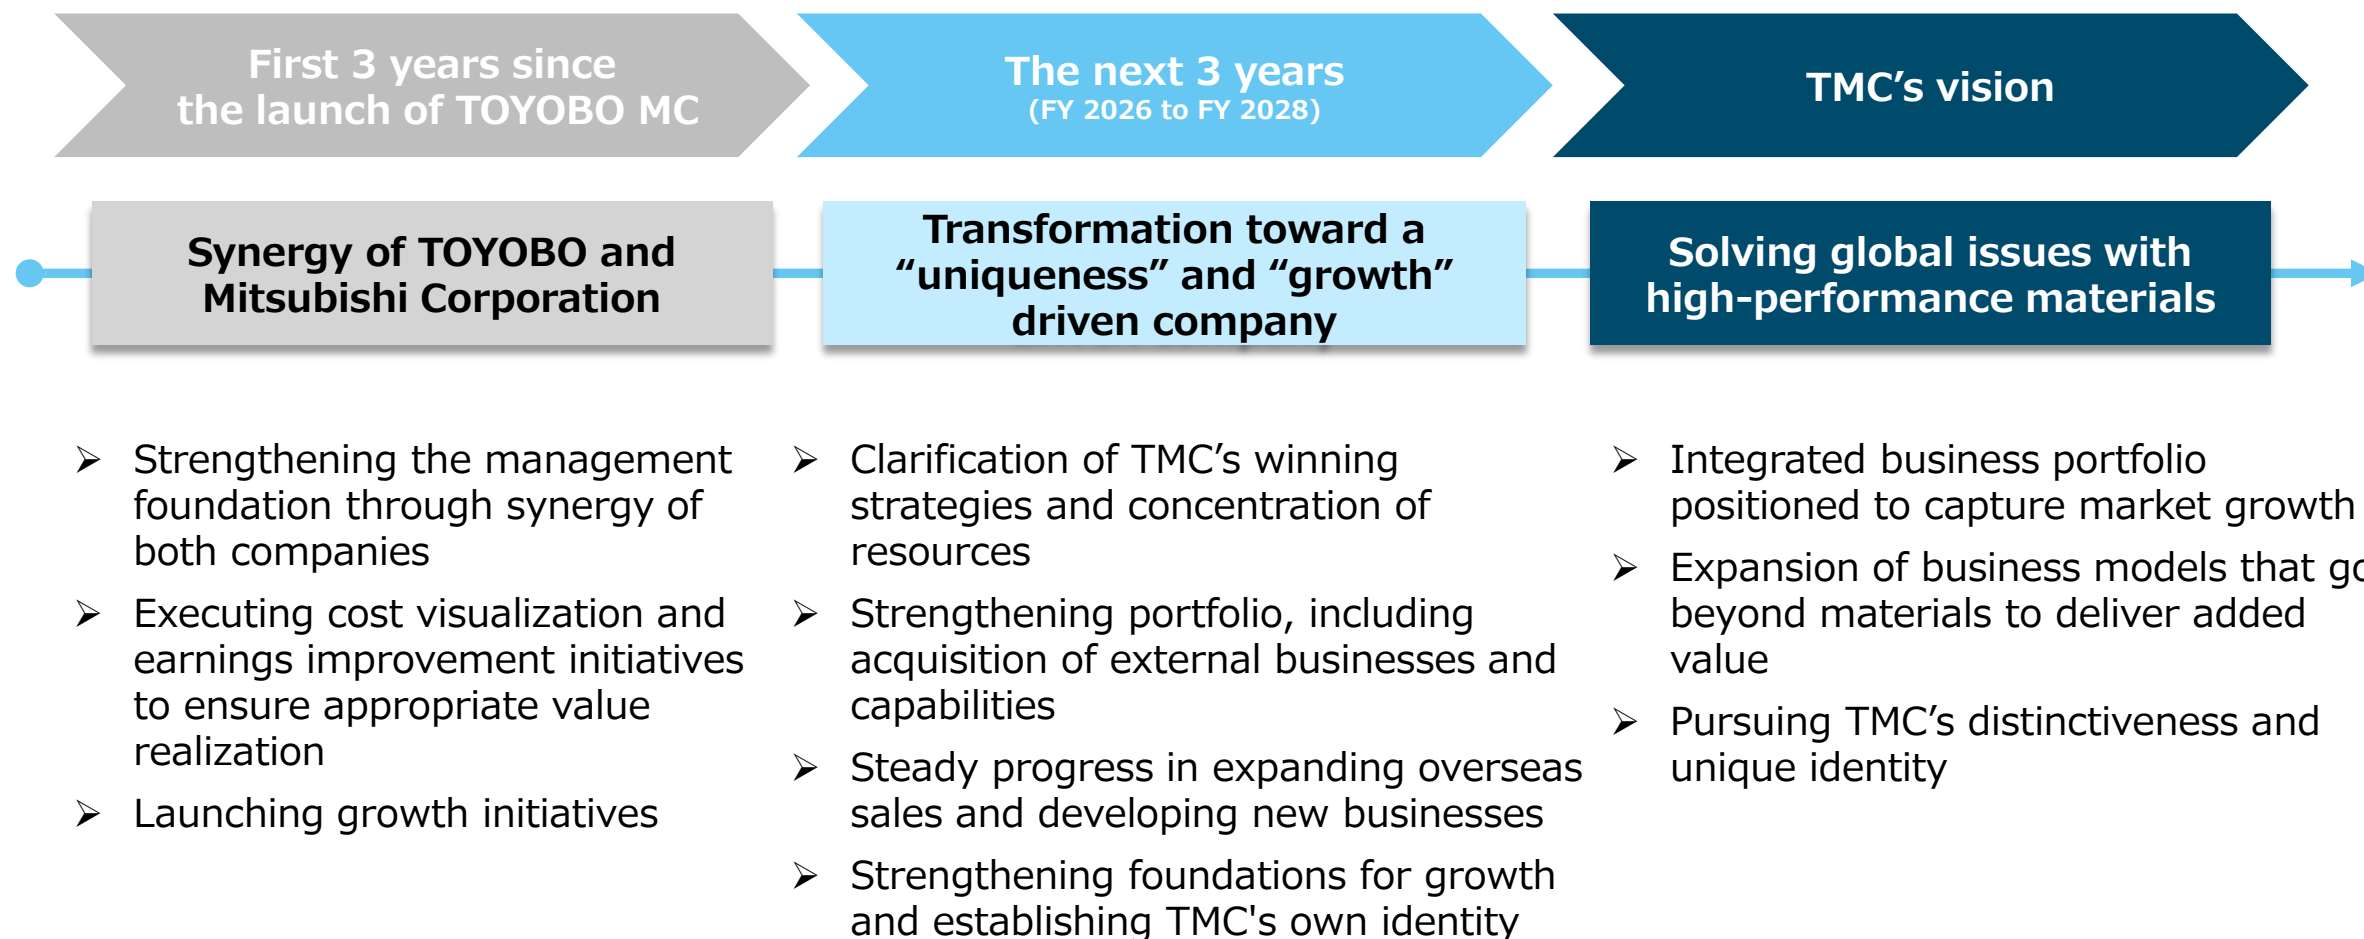 First 3 years since
the launch of TOYOBO MC
The next 3 years
(FY 2026 to FY 2028)
TMC’s vision
Synergy of TOYOBO and
Mitsubishi Corporation
Transformation toward a
“uniqueness” and “growth”
driven company
Solving global issues with
high-performance materials
➢ Strengthening the management
foundation through synergy of
both companies
➢ Executing cost visualization and
earnings improvement initiatives
to ensure appropriate value
realization
➢ Launching growth initiatives
➢ Clarification of TMC’s winning
strategies and concentration of
resources
➢ Strengthening portfolio, including
acquisition of external businesses and
capabilities
➢ Steady progress in expanding overseas
sales and developing new businesses
➢ Strengthening foundations for growth
and establishing TMC's own identity
➢ Integrated business portfolio
positioned to capture market growth
➢ Expansion of business models that go
beyond materials to deliver added
value
➢ Pursuing TMC’s distinctiveness and
unique identity